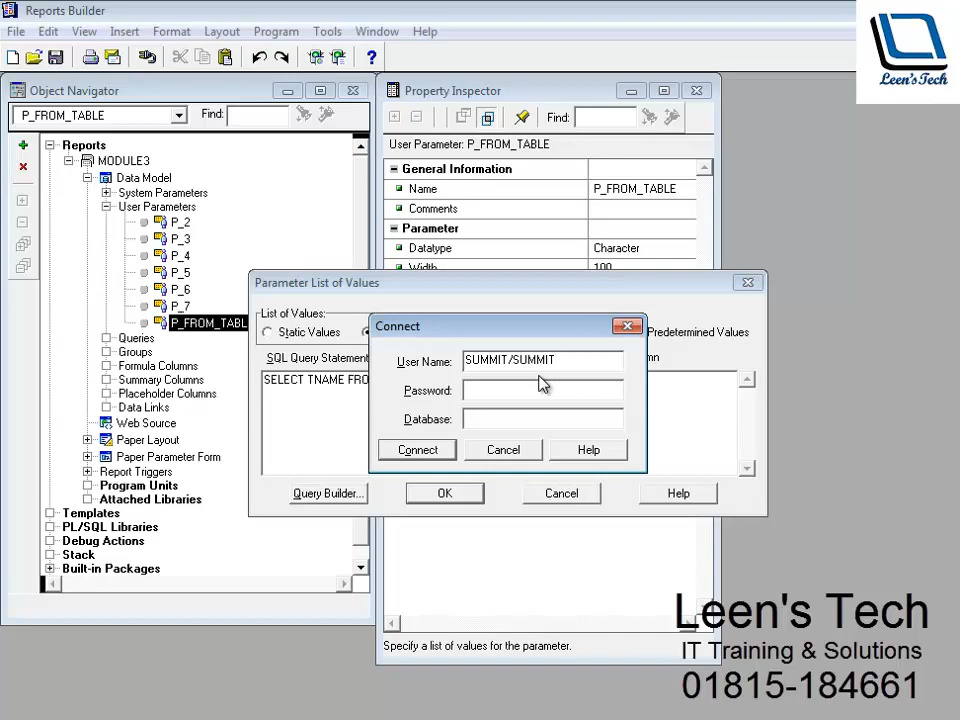 Reports Builder
File Edit View Insert Format Layout Program Tools Window Help
Leen'sTech
Object Navigator
P_FROM_TABLE
Find:
Reports
MODULE3
Data Model
System Parameters
User Parameters
P_2
P_3
P_4
P_5
P_6
P_7
P_FROM_TABL
Queries
Groups
Formula Columns
Summary Columns
Placeholder Columns
Data Links
Web Source
Paper Layout
Paper Parameter Form
Report Triggers
Program Units
Attached Libraries
Templates
PL/SQL Libraries
Debug Actions
Stack
Built-in Packages
Property Inspector
Find:
User Parameter: P_FROM_TABLE
General Information
Name P_FROM_TABLE
Comments
Parameter
Datatype Character
Width 100
Parameter List of Values
List of Values:
Static Values
Predetermined Values
SQL Query Statement
mn
SELECT TNAME FRO
Connect
User Name: SUMMIT/SUMMIT
Password:
Database:
Connect Cancel Help
Query Builder... OK Cancel Help
Specify a list of values for the parameter.
Leen's Tech
IT Training & Solutions
01815-184661